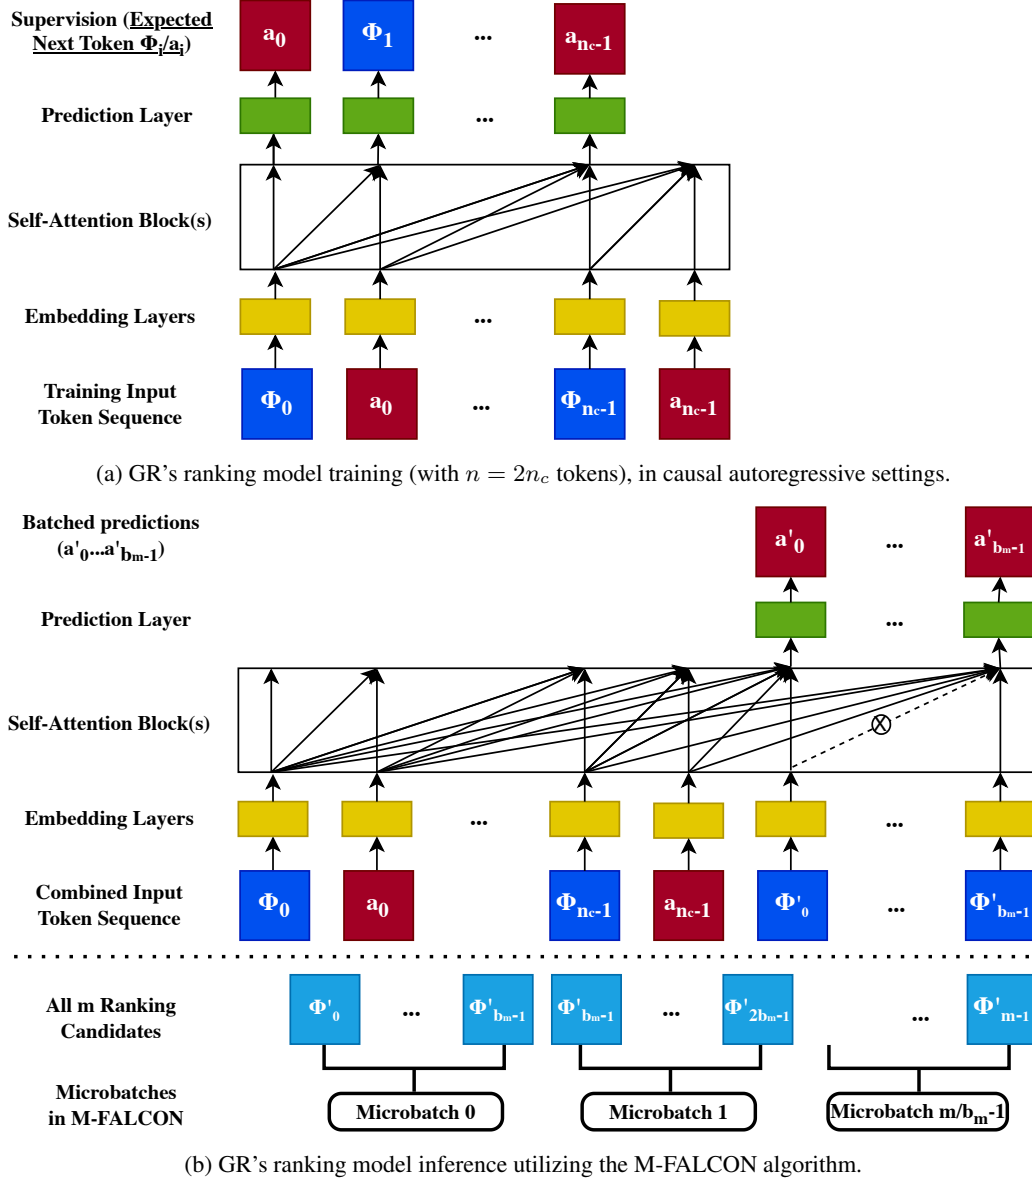 Supervision (Expected
Next Token Φi/ai)
a0 Φ1 ... anc-1
Prediction Layer ...
Self-Attention Block(s)
Embedding Layers ...
Training Input
Token Sequence
Φ0 a0 ... Φnc-1 anc-1
(a) GR's ranking model training (with n = 2nc tokens), in causal autoregressive settings.
Batched predictions
(a'0...a'bm-1)
a'0 ... a'bm-1
Prediction Layer ...
Self-Attention Block(s)
X
Embedding Layers ... ...
Combined Input
Token Sequence
Φ0 a0 Φnc-1 anc-1 Φ'0 ... Φ'bm-1
All m Ranking
Candidates
Φ'0 ... Φ'bm-1 Φ'bm-1 ... Φ'2bm-1 ... Φ'm-1
Microbatches
in M-FALCON
Microbatch 0 Microbatch 1 Microbatch m/bm-1
(b) GR's ranking model inference utilizing the M-FALCON algorithm.